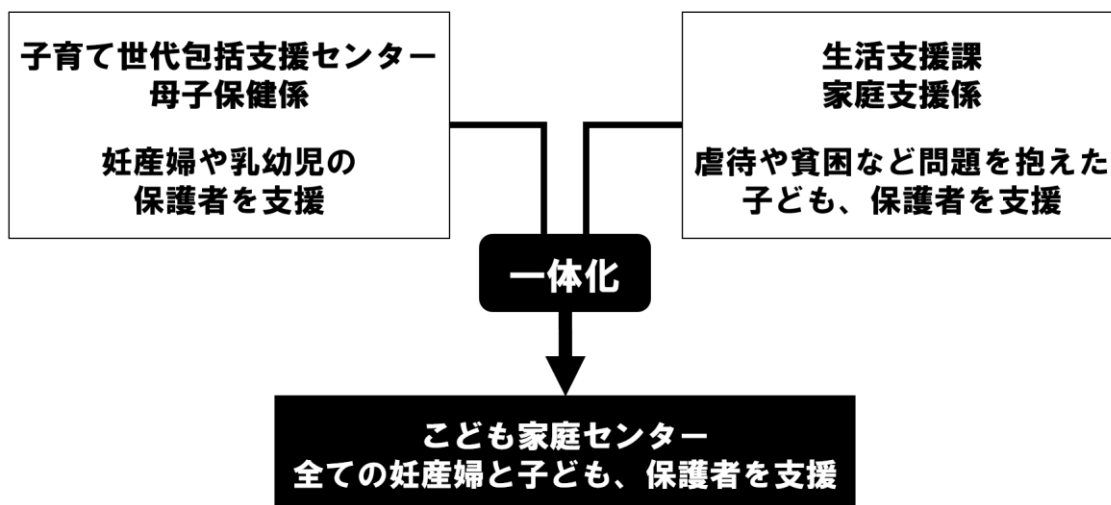 子育て世代包括支援センター
母子保健係
妊産婦や乳幼児の
保護者を支援
生活支援課
家庭支援係
虐待や貧困など問題を抱えた
子ども、保護者を支援
一体化
こども家庭センター
全ての妊産婦と子ども、保護者を支援